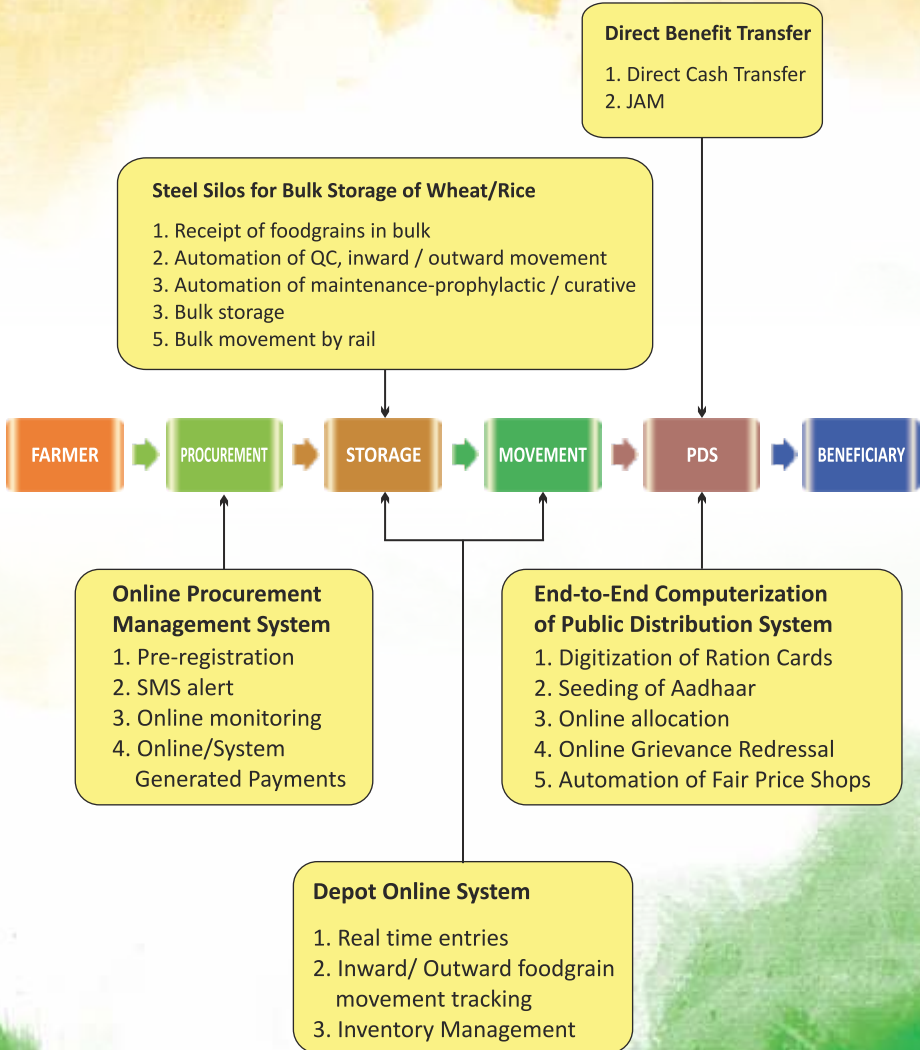 Direct Benefit Transfer
1. Direct Cash Transfer
2. JAM
Steel Silos for Bulk Storage of Wheat/Rice
1. Receipt of foodgrains in bulk
2. Automation of QC, inward / outward movement
3. Automation of maintenance-prophylactic / curative
3. Bulk storage
5. Bulk movement by rail
FARMER
PROCUREMENT
STORAGE
MOVEMENT
PDS
BENEFICIARY
Online Procurement
Management System
1. Pre-registration
2. SMS alert
3. Online monitoring
4. Online/System
Generated Payments
End-to-End Computerization
of Public Distribution System
1. Digitization of Ration Cards
2. Seeding of Aadhaar
3. Online allocation
4. Online Grievance Redressal
5. Automation of Fair Price Shops
Depot Online System
1. Real time entries
2. Inward/ Outward foodgrain
movement tracking
3. Inventory Management